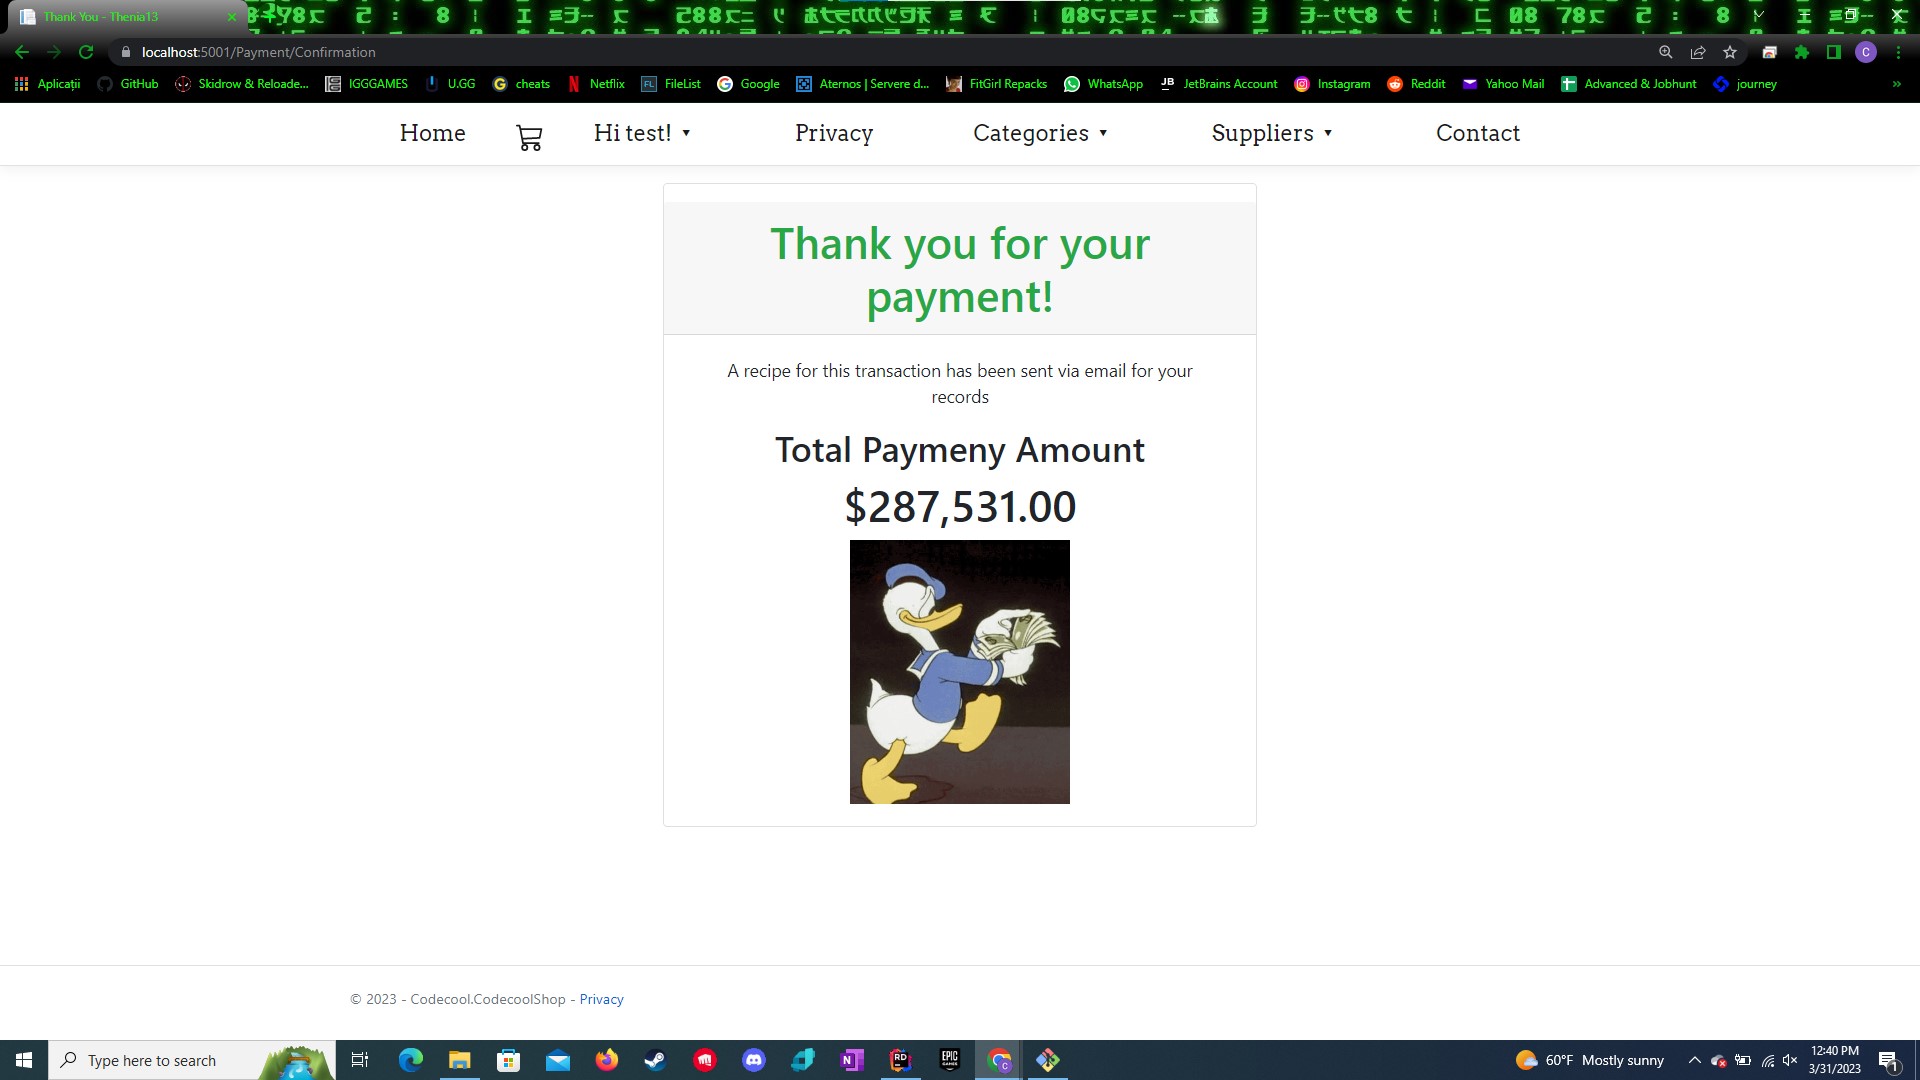 Thank You - Thenia13
localhost:5001/Payment/Confirmation
Aplicații GitHub Skidrow & Reloade... IGGGAMES U.GG cheats Netflix FileList Google Aternos | Servere d... FitGirl Repacks WhatsApp JetBrains Account Instagram Reddit Yahoo Mail Advanced & Jobhunt journey »
Home Hi test! Privacy Categories Suppliers Contact
Thank you for your
payment!
A recipe for this transaction has been sent via email for your
records
Total Paymeny Amount
$287,531.00
© 2023 - Codecool.CodecoolShop - Privacy
Type here to search
60°F Mostly sunny
12:40 PM
3/31/2023